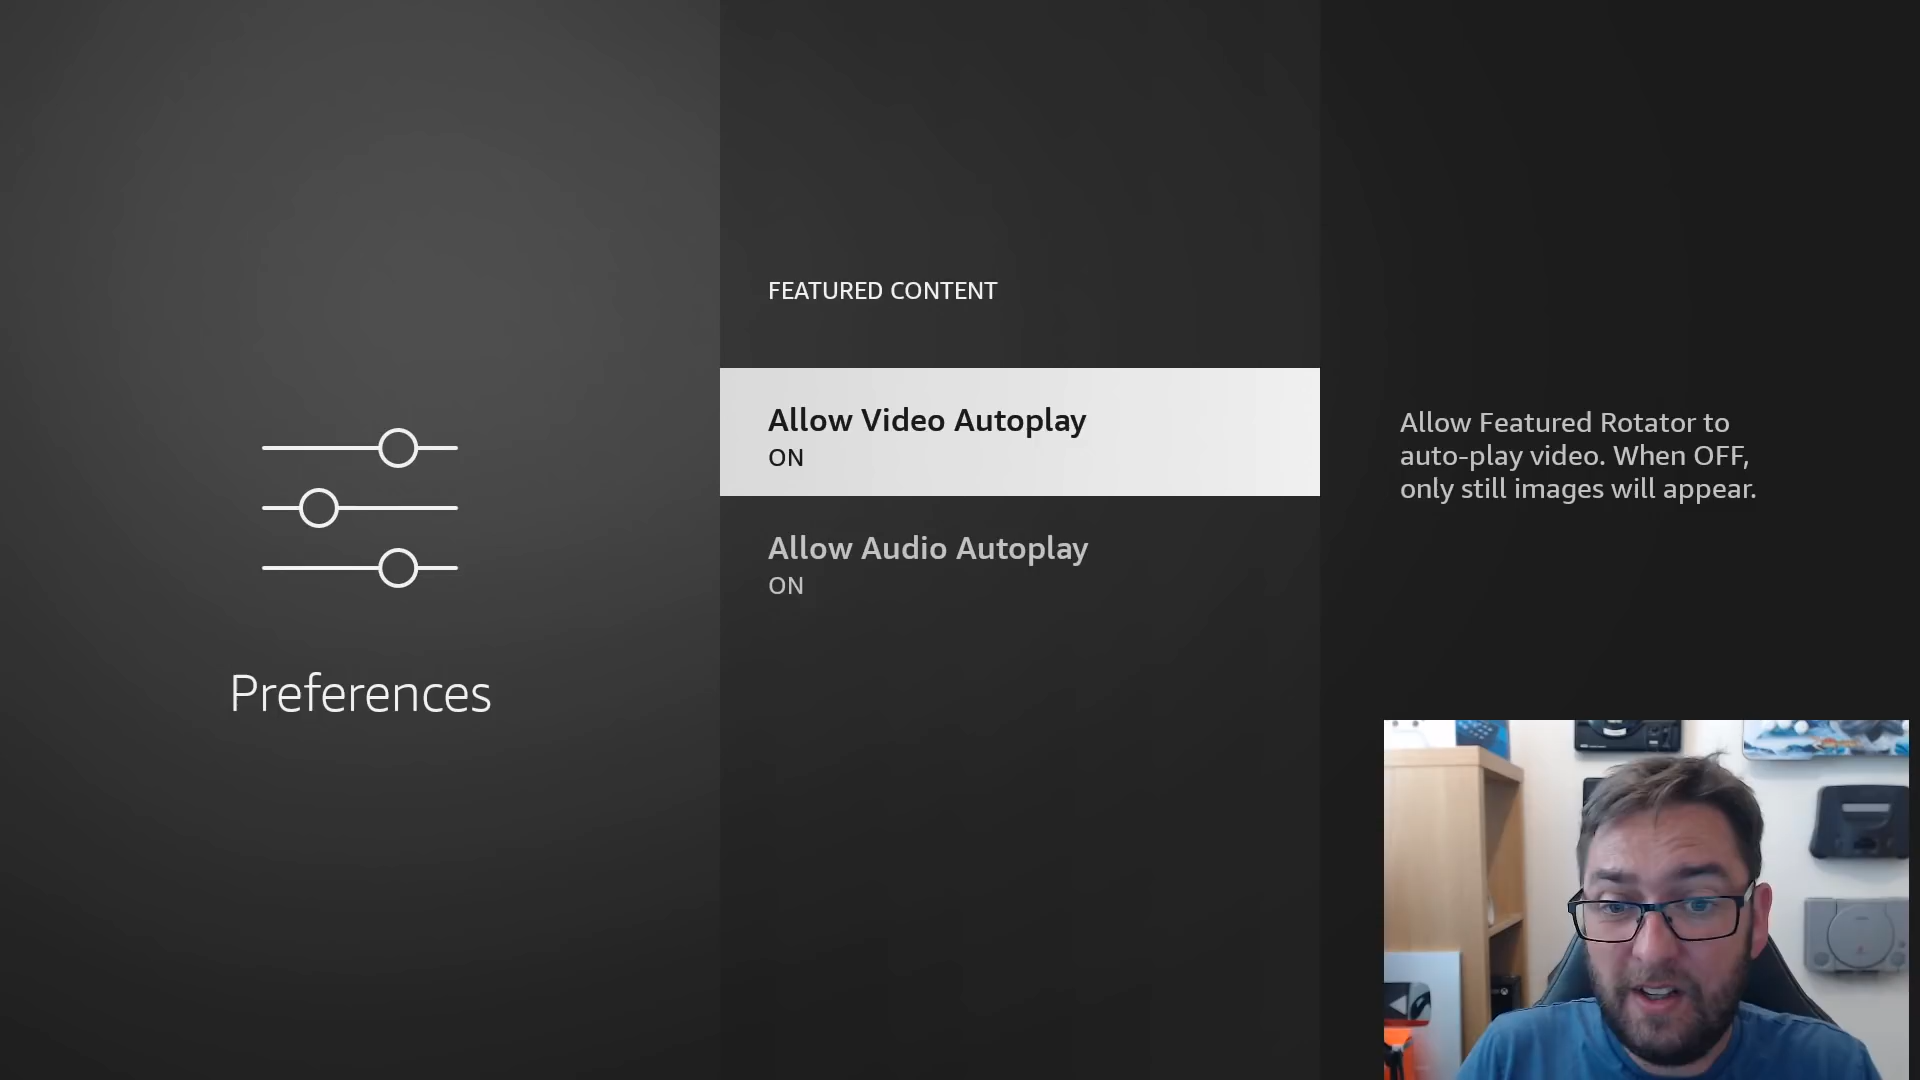 FEATURED CONTENT
Allow Video Autoplay
ON
Allow Audio Autoplay
ON
Allow Featured Rotator to
auto-play video. When OFF,
only still images will appear.
Preferences